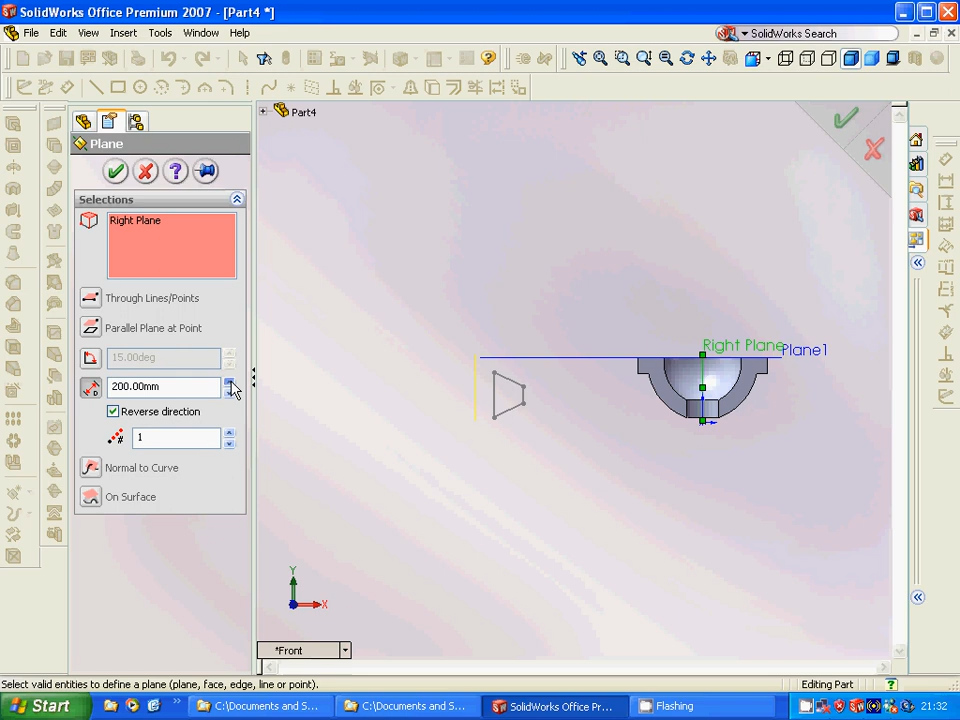 SolidWorks Office Premium 2007 - [Part4 *]
File Edit View Insert Tools Window Help
SolidWorks Search
Part4
Plane
Selections
Right Plane
Through Lines/Points
Parallel Plane at Point
15.00deg
200.00mm
Reverse direction
1
Normal to Curve
On Surface
Right Plane
Plane1
Y
X
*Front
Select valid entities to define a plane (plane, face, edge, line or point).
Editing Part
Start
C:\Documents and S...
C:\Documents and S...
SolidWorks Office Pr...
Flashing
21:32